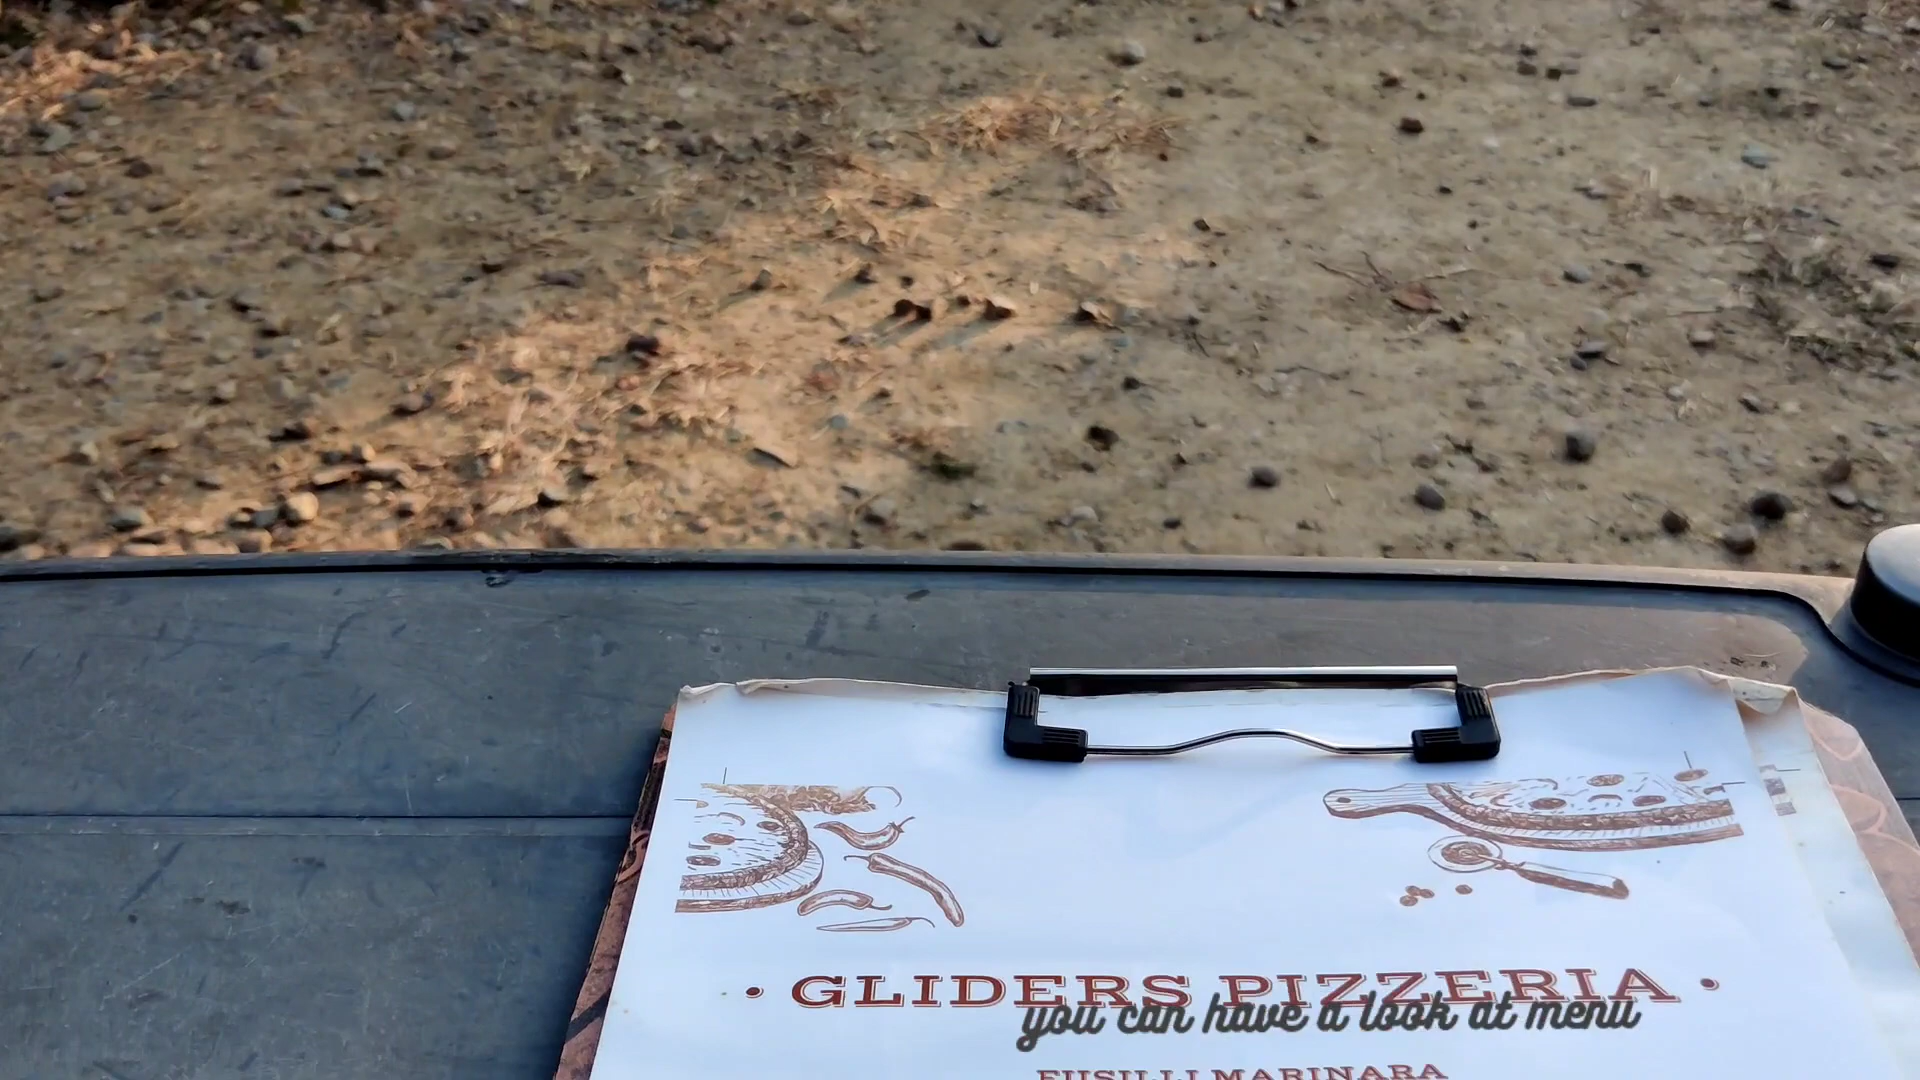 • GLIDERS PIZZERIA •
you can have a look at menu
FUSILLI MARINARA